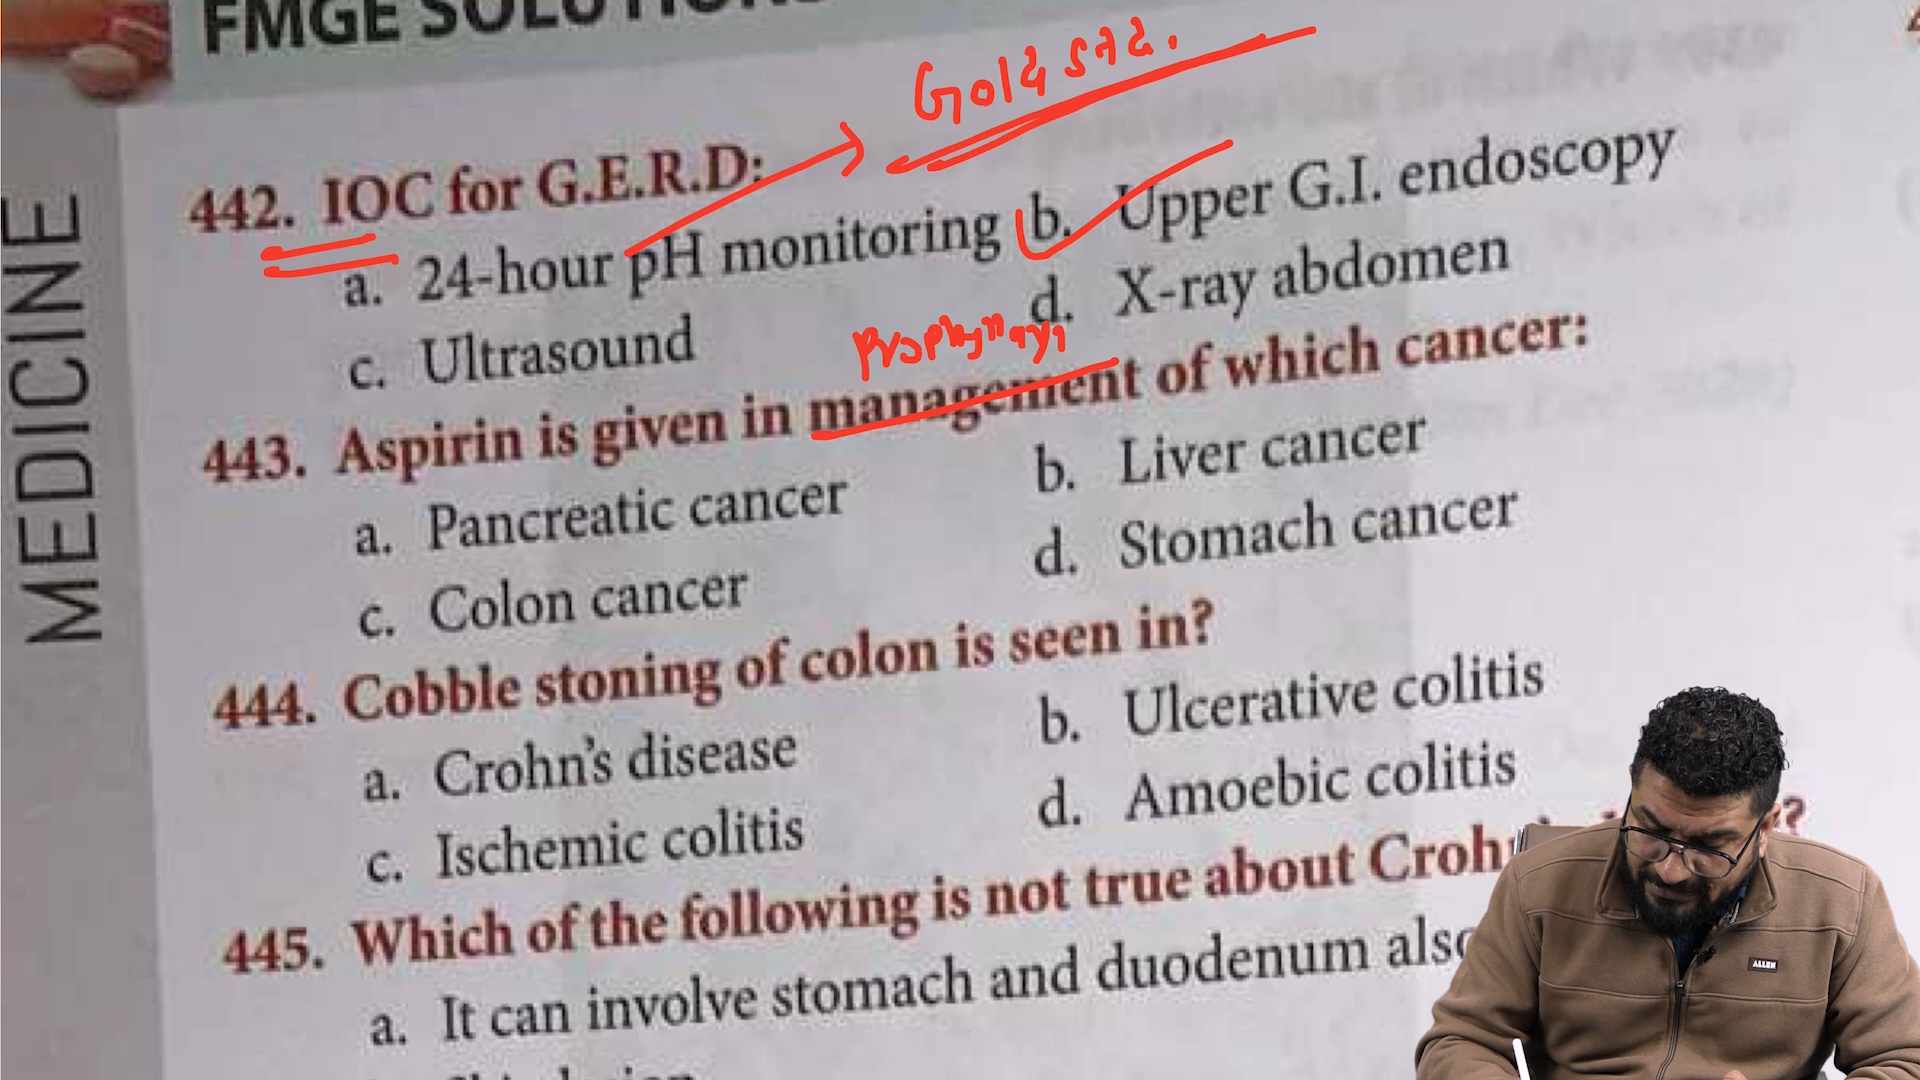 FMGE SOLUTION
Gold std.
442. IOC for G.E.R.D:
a. 24-hour pH monitoring b. Upper G.I. endoscopy
c. Ultrasound d. X-ray abdomen
443. Aspirin is given in management of which cancer:
a. Pancreatic cancer b. Liver cancer
c. Colon cancer d. Stomach cancer
444. Cobble stoning of colon is seen in?
a. Crohn’s disease b. Ulcerative colitis
c. Ischemic colitis d. Amoebic colitis
445. Which of the following is not true about Croh ?
a. It can involve stomach and duodenum also
MEDICINE
ALLEN